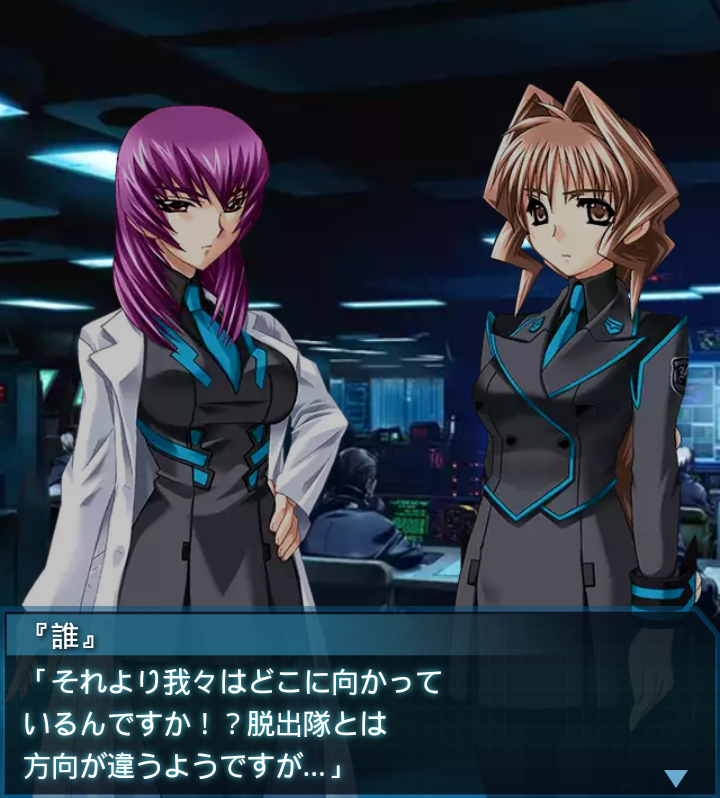 『誰』
「それより我々はどこに向かって
いるんですか！？脱出隊とは
方向が違うようですが…」